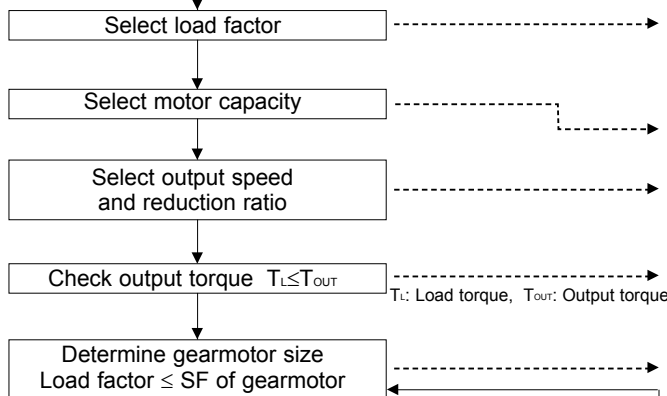 Select load factor
Select motor capacity
Select output speed
and reduction ratio
Check output torque TL≤TOUT
TL: Load torque, TOUT: Output torque
Determine gearmotor size
Load factor ≤ SF of gearmotor